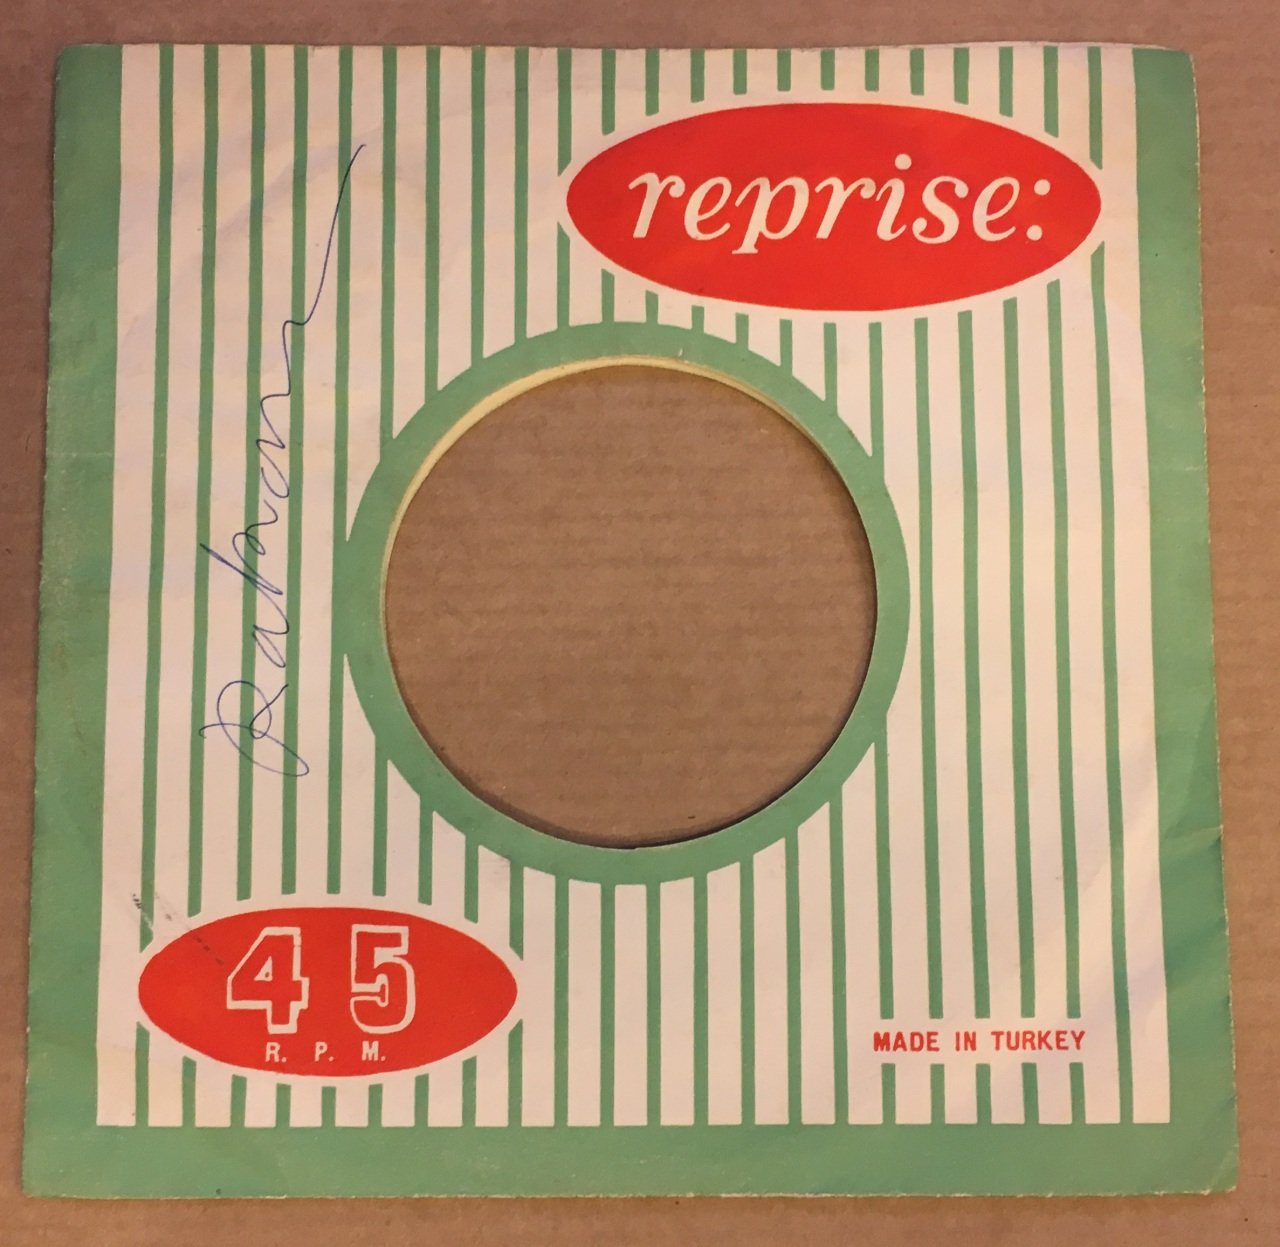 reprise:
45
R. P. M.
MADE IN TURKEY